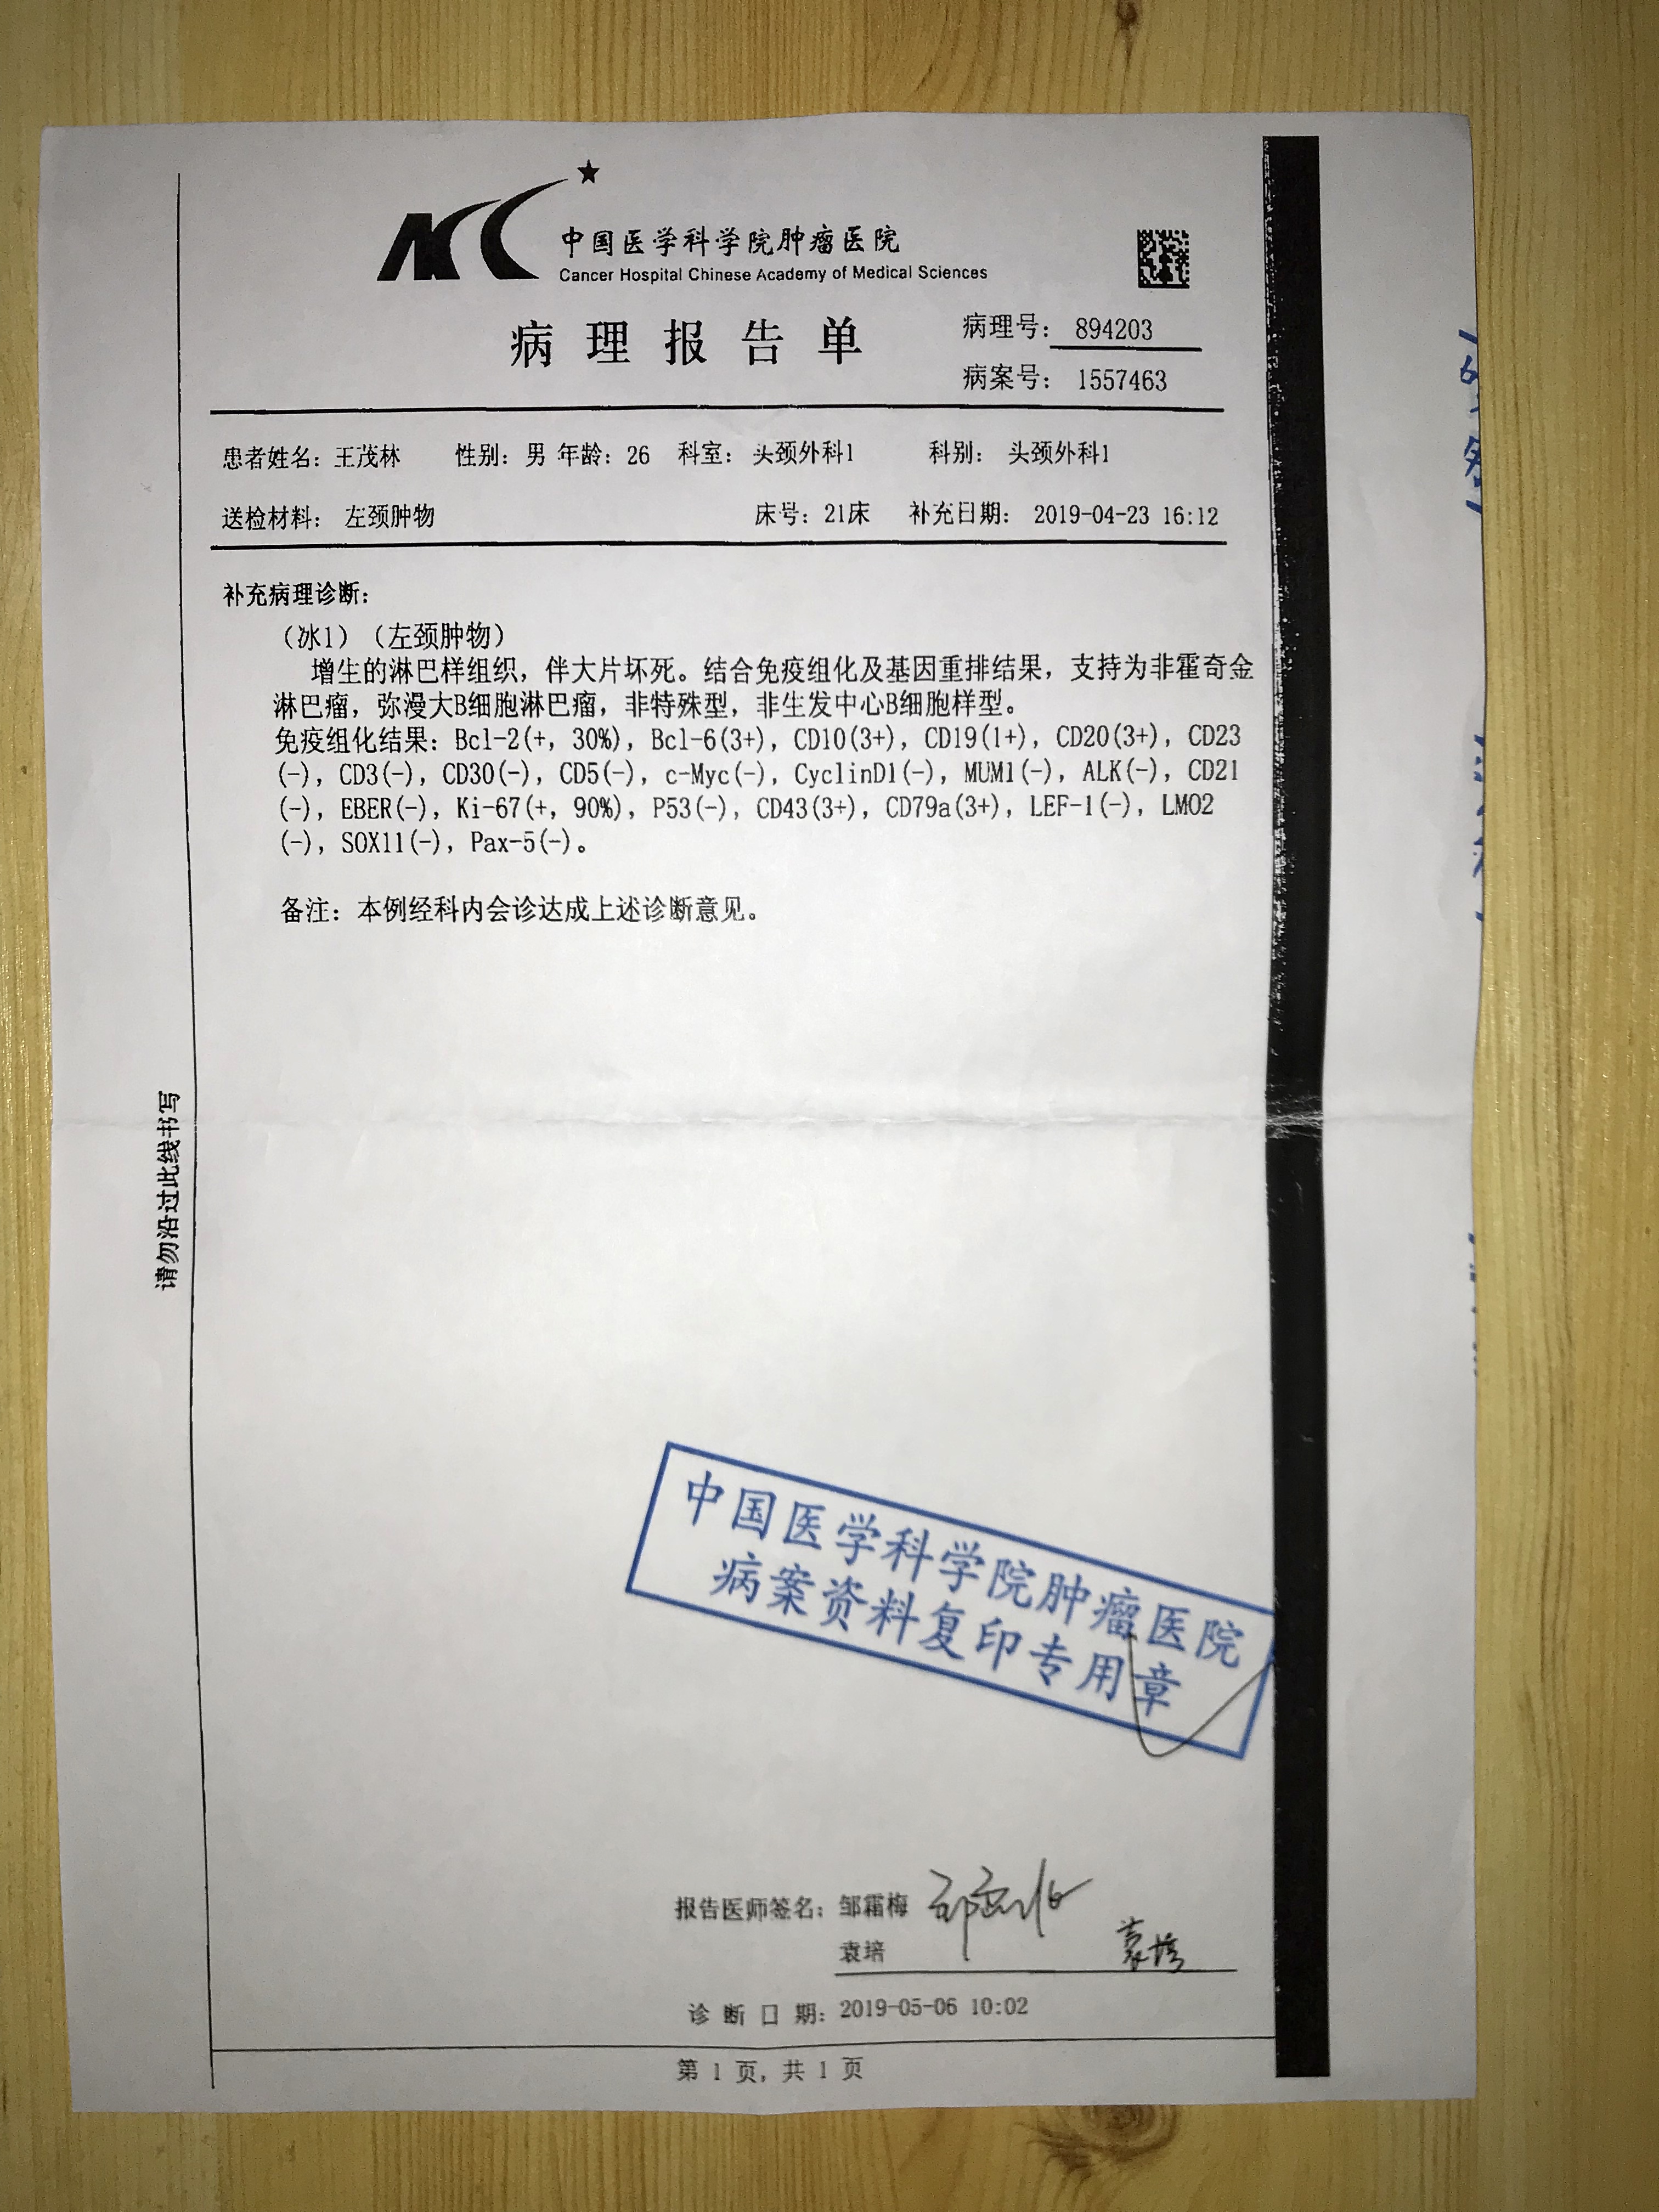 中国医学科学院肿瘤医院
Cancer Hospital Chinese Academy of Medical Sciences
病理报告单
病理号: 894203
病案号: 1557463
患者姓名: 王茂林 性别: 男 年龄: 26 科室: 头颈外科1 科别: 头颈外科1
送检材料: 左颈肿物 床号: 21床 补充日期: 2019-04-23 16:12
补充病理诊断:
(冰1) (左颈肿物)
增生的淋巴样组织, 伴大片坏死。结合免疫组化及基因重排结果, 支持为非霍奇金
淋巴瘤, 弥漫大B细胞淋巴瘤, 非特殊型, 非生发中心B细胞样型。
免疫组化结果: Bcl-2(+, 30%), Bcl-6(3+), CD10(3+), CD19(1+), CD20(3+), CD23
(-), CD3(-), CD30(-), CD5(-), c-Myc(-), CyclinD1(-), MUM1(-), ALK(-), CD21
(-), EBER(-), Ki-67(+, 90%), P53(-), CD43(3+), CD79a(3+), LEF-1(-), LMO2
(-), SOX11(-), Pax-5(-)。
备注: 本例经科内会诊达成上述诊断意见。
请勿沿过此线书写
中国医学科学院肿瘤医院
病案资料复印专用章
报告医师签名: 邹霜梅
袁培 袁培
诊断日期: 2019-05-06 10:02
第 1 页, 共 1 页